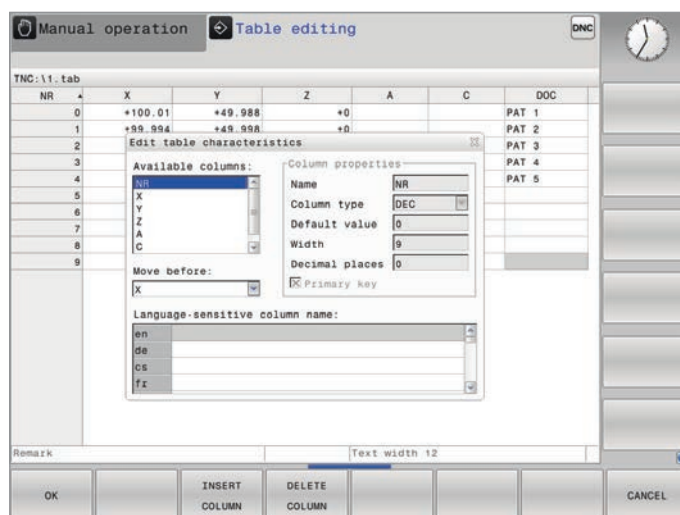 Manual operation Table editing DNC
TNC:\1.tab
NR X Y Z A C DOC
0 +100.01 +49.988 +0 PAT 1
1 +99.994 +49.998 +0 PAT 2
2 PAT 3
3 PAT 4
4 PAT 5
5
6
7
8
9
Edit table characteristics
Available columns:
NR
X
Y
Z
A
C
Move before:
X
Column properties
Name NR
Column type DEC
Default value 0
Width 9
Decimal places 0
Primary key
Language-sensitive column name:
en
de
cs
fr
Remark Text width 12
OK INSERT COLUMN DELETE COLUMN CANCEL